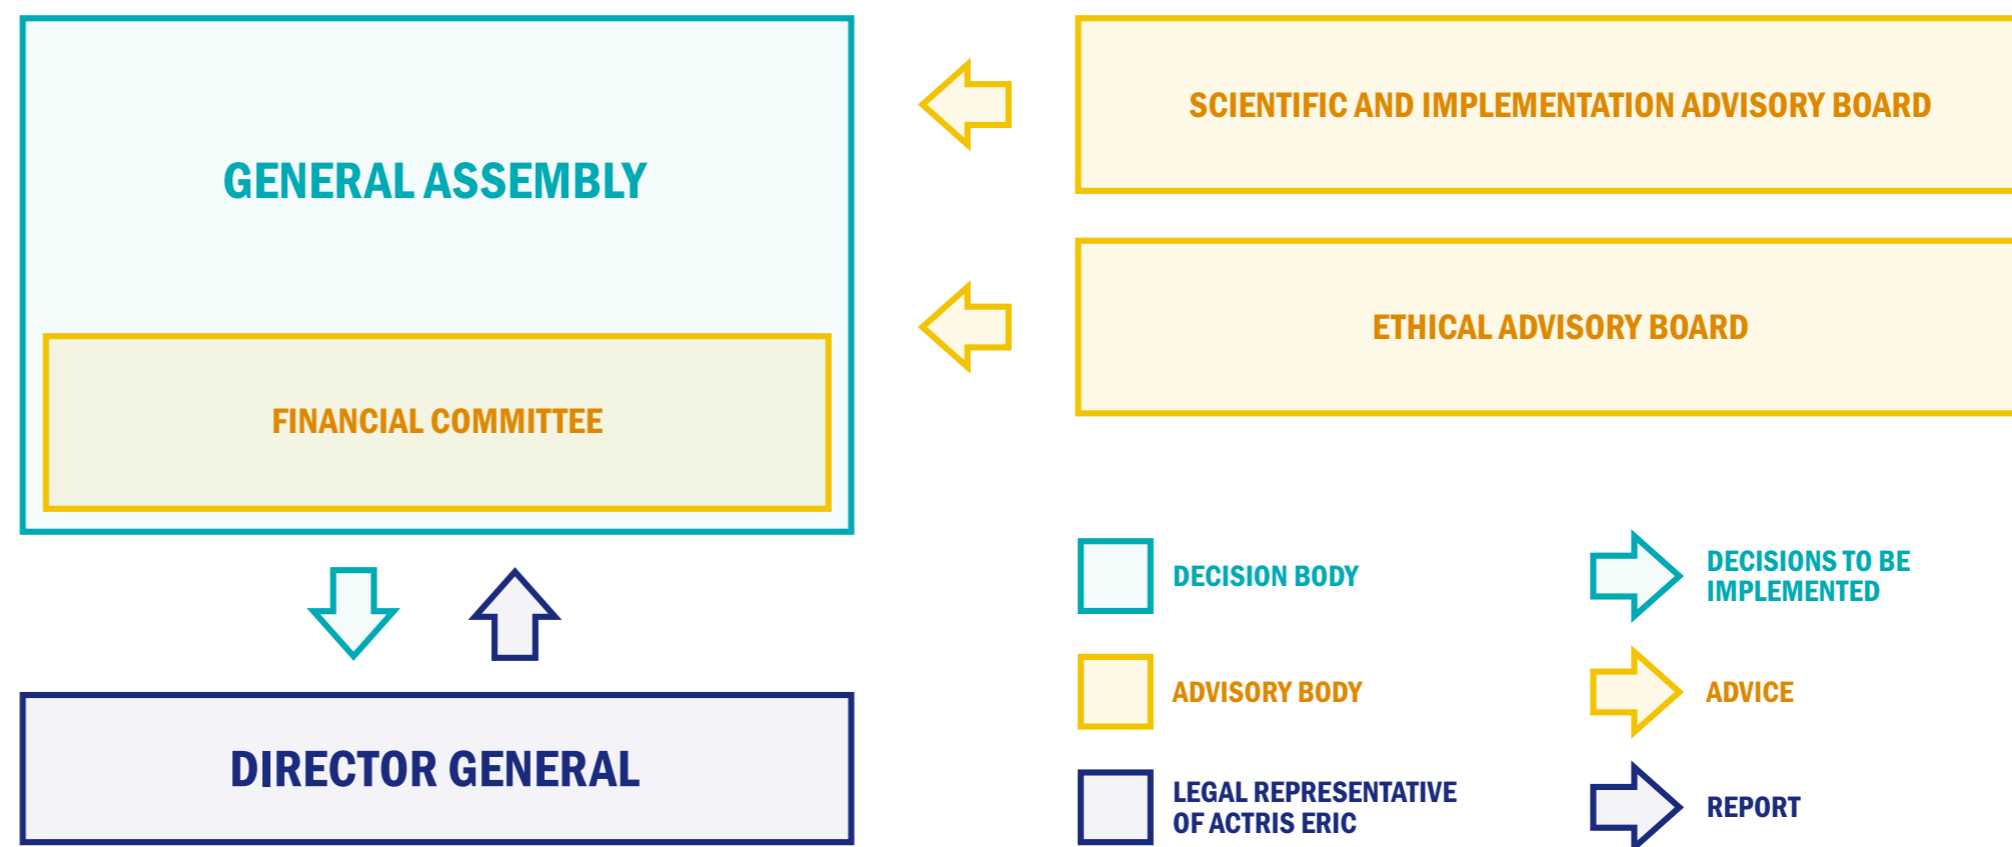 GENERAL ASSEMBLY
FINANCIAL COMMITTEE
DIRECTOR GENERAL
SCIENTIFIC AND IMPLEMENTATION ADVISORY BOARD
ETHICAL ADVISORY BOARD
DECISION BODY
ADVISORY BODY
LEGAL REPRESENTATIVE
OF ACTRIS ERIC
DECISIONS TO BE
IMPLEMENTED
ADVICE
REPORT